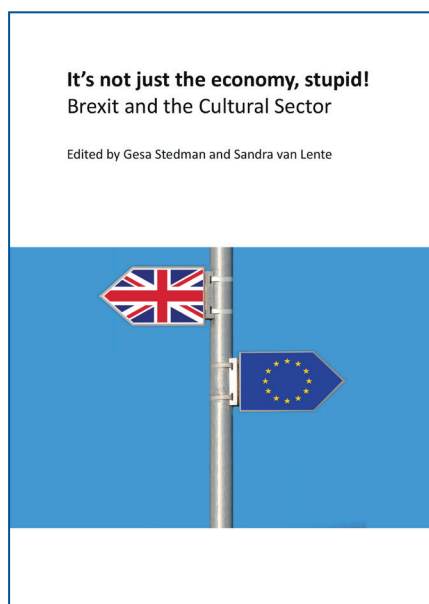 It's not just the economy, stupid!
Brexit and the Cultural Sector
Edited by Gesa Stedman and Sandra van Lente